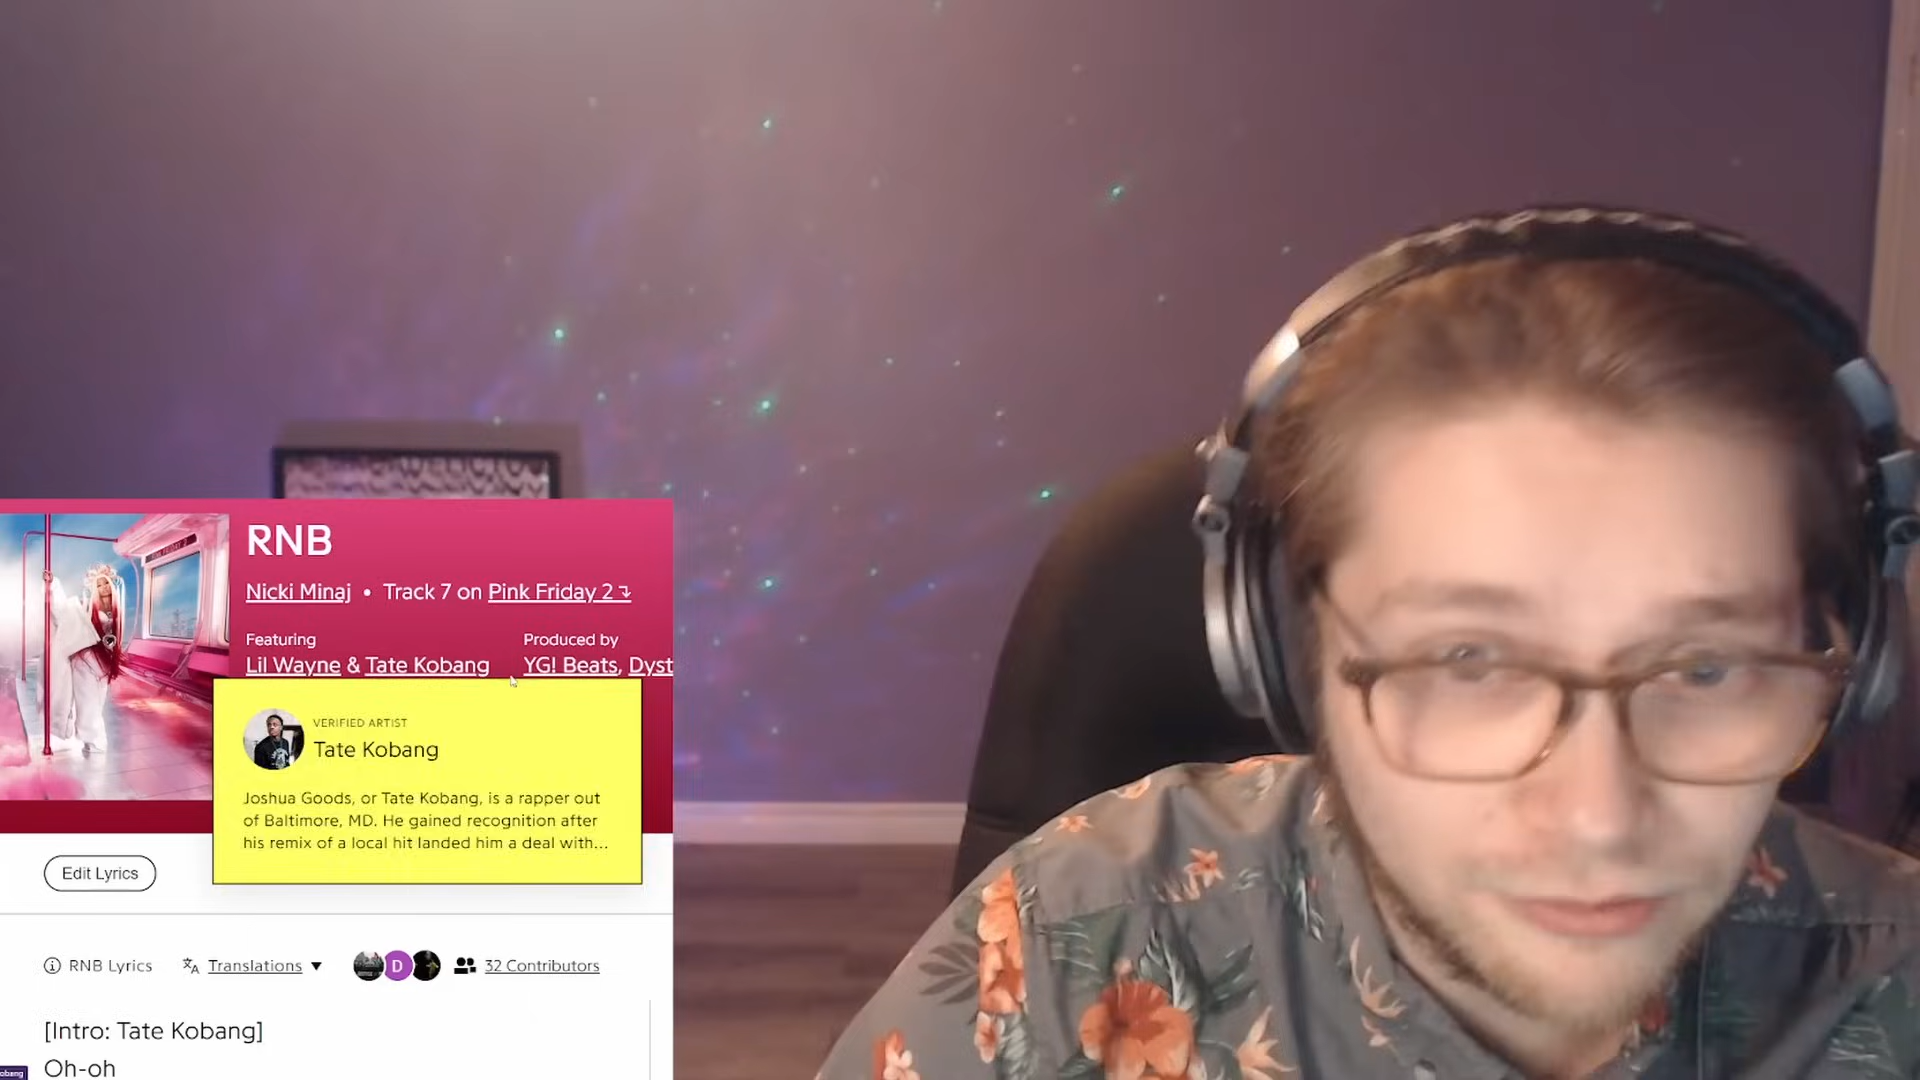 RNB
Nicki Minaj • Track 7 on Pink Friday 2
Featuring
Lil Wayne & Tate Kobang
Produced by
YG! Beats, Dyst
VERIFIED ARTIST
Tate Kobang
Joshua Goods, or Tate Kobang, is a rapper out
of Baltimore, MD. He gained recognition after
his remix of a local hit landed him a deal with...
Edit Lyrics
RNB Lyrics
Translations
D
32 Contributors
[Intro: Tate Kobang]
Oh-oh